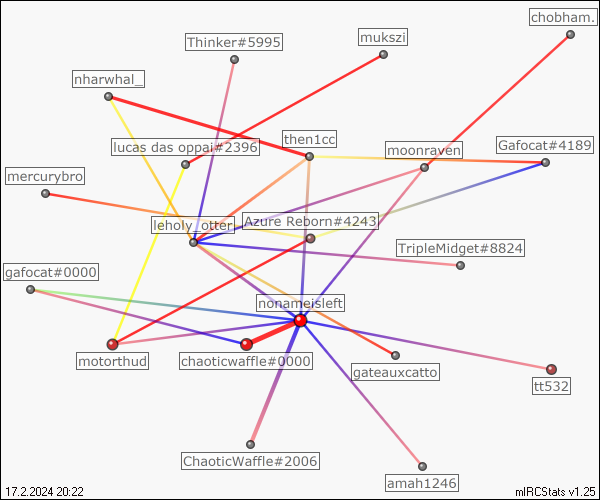 chobham.
mukszi
Thinker#5995
nharwhal_
then1cc
lucas das oppai#2396
moonraven
Gafocat#4189
mercurybro
leholy_otter
Azure Reborn#4243
TripleMidget#8824
gafocat#0000
nonameisleft
motorthud
chaoticwaffle#0000
gateauxcatto
tt532
ChaoticWaffle#2006
amah1246
17.2.2024 20:22
mIRCStats v1.25